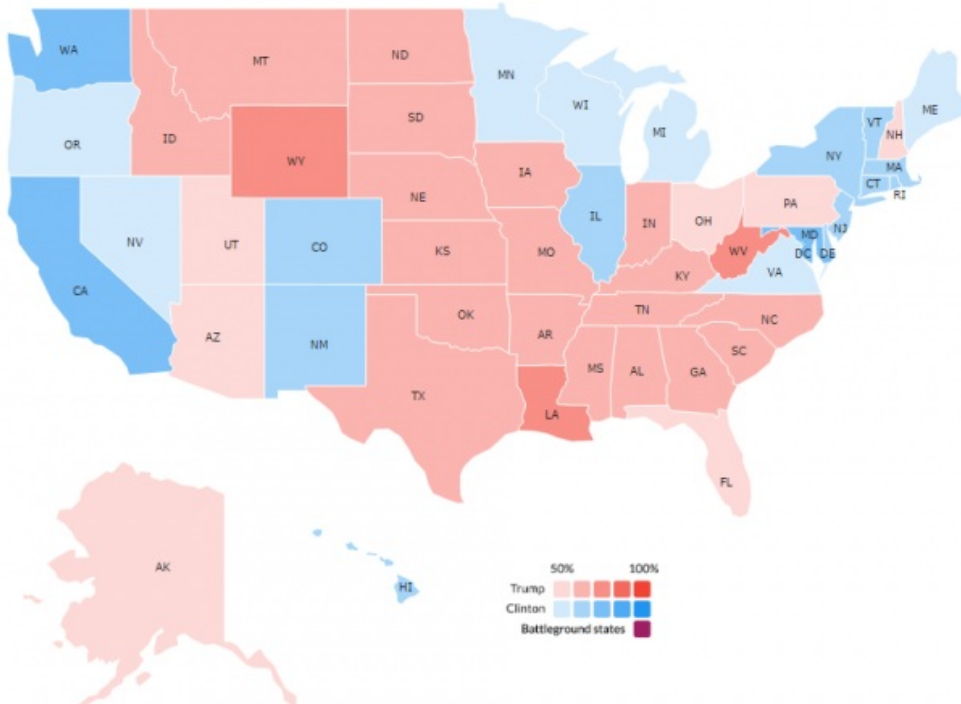 WA
MT
ND
MN
ME
OR
ID
SD
WI
MI
VT
NH
WY
NY
MA
CT
RI
NV
UT
CO
NE
IA
IL
IN
OH
PA
NJ
CA
KS
MO
KY
WV
VA
MD
DC
DE
AZ
NM
OK
AR
TN
NC
SC
TX
LA
MS
AL
GA
FL
AK
HI
50% 100%
Trump
Clinton
Battleground states